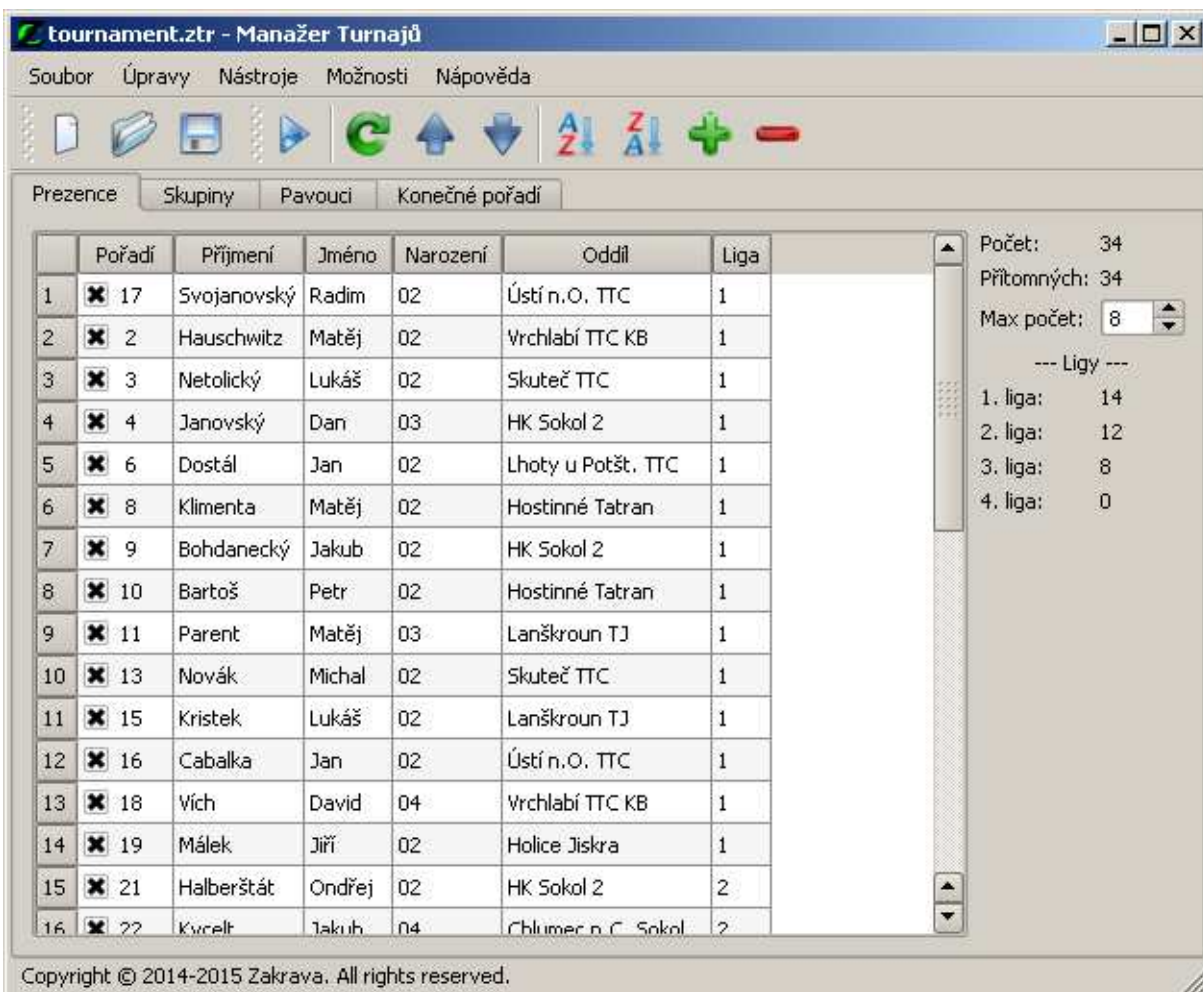 tournament.ztr - Manažer Turnajů
Soubor Úpravy Nástroje Možnosti Nápověda
A Z Z A
Prezence Skupiny Pavouci Konečné pořadí
Pořadí Příjmení Jméno Narození Oddíl Liga
1 17 Svojanovský Radim 02 Ústí n.O. TTC 1
2 2 Hauschwitz Matěj 02 Vrchlabí TTC KB 1
3 3 Netolický Lukáš 02 Skuteč TTC 1
4 4 Janovský Dan 03 HK Sokol 2 1
5 6 Dostál Jan 02 Lhoty u Potšt. TTC 1
6 8 Klimenta Matěj 02 Hostinné Tatran 1
7 9 Bohdanecký Jakub 02 HK Sokol 2 1
8 10 Bartoš Petr 02 Hostinné Tatran 1
9 11 Parent Matěj 03 Lanškroun TJ 1
10 13 Novák Michal 02 Skuteč TTC 1
11 15 Kristek Lukáš 02 Lanškroun TJ 1
12 16 Cabalka Jan 02 Ústí n.O. TTC 1
13 18 Vích David 04 Vrchlabí TTC KB 1
14 19 Málek Jiří 02 Holice Jiskra 1
15 21 Halberštát Ondřej 02 HK Sokol 2 2
16 22 Kycelt Jakub 04 Chlumec n.C. Sokol 2
Počet: 34
Přítomných: 34
Max počet: 8
--- Ligy ---
1. liga: 14
2. liga: 12
3. liga: 8
4. liga: 0
Copyright © 2014-2015 Zakrava. All rights reserved.